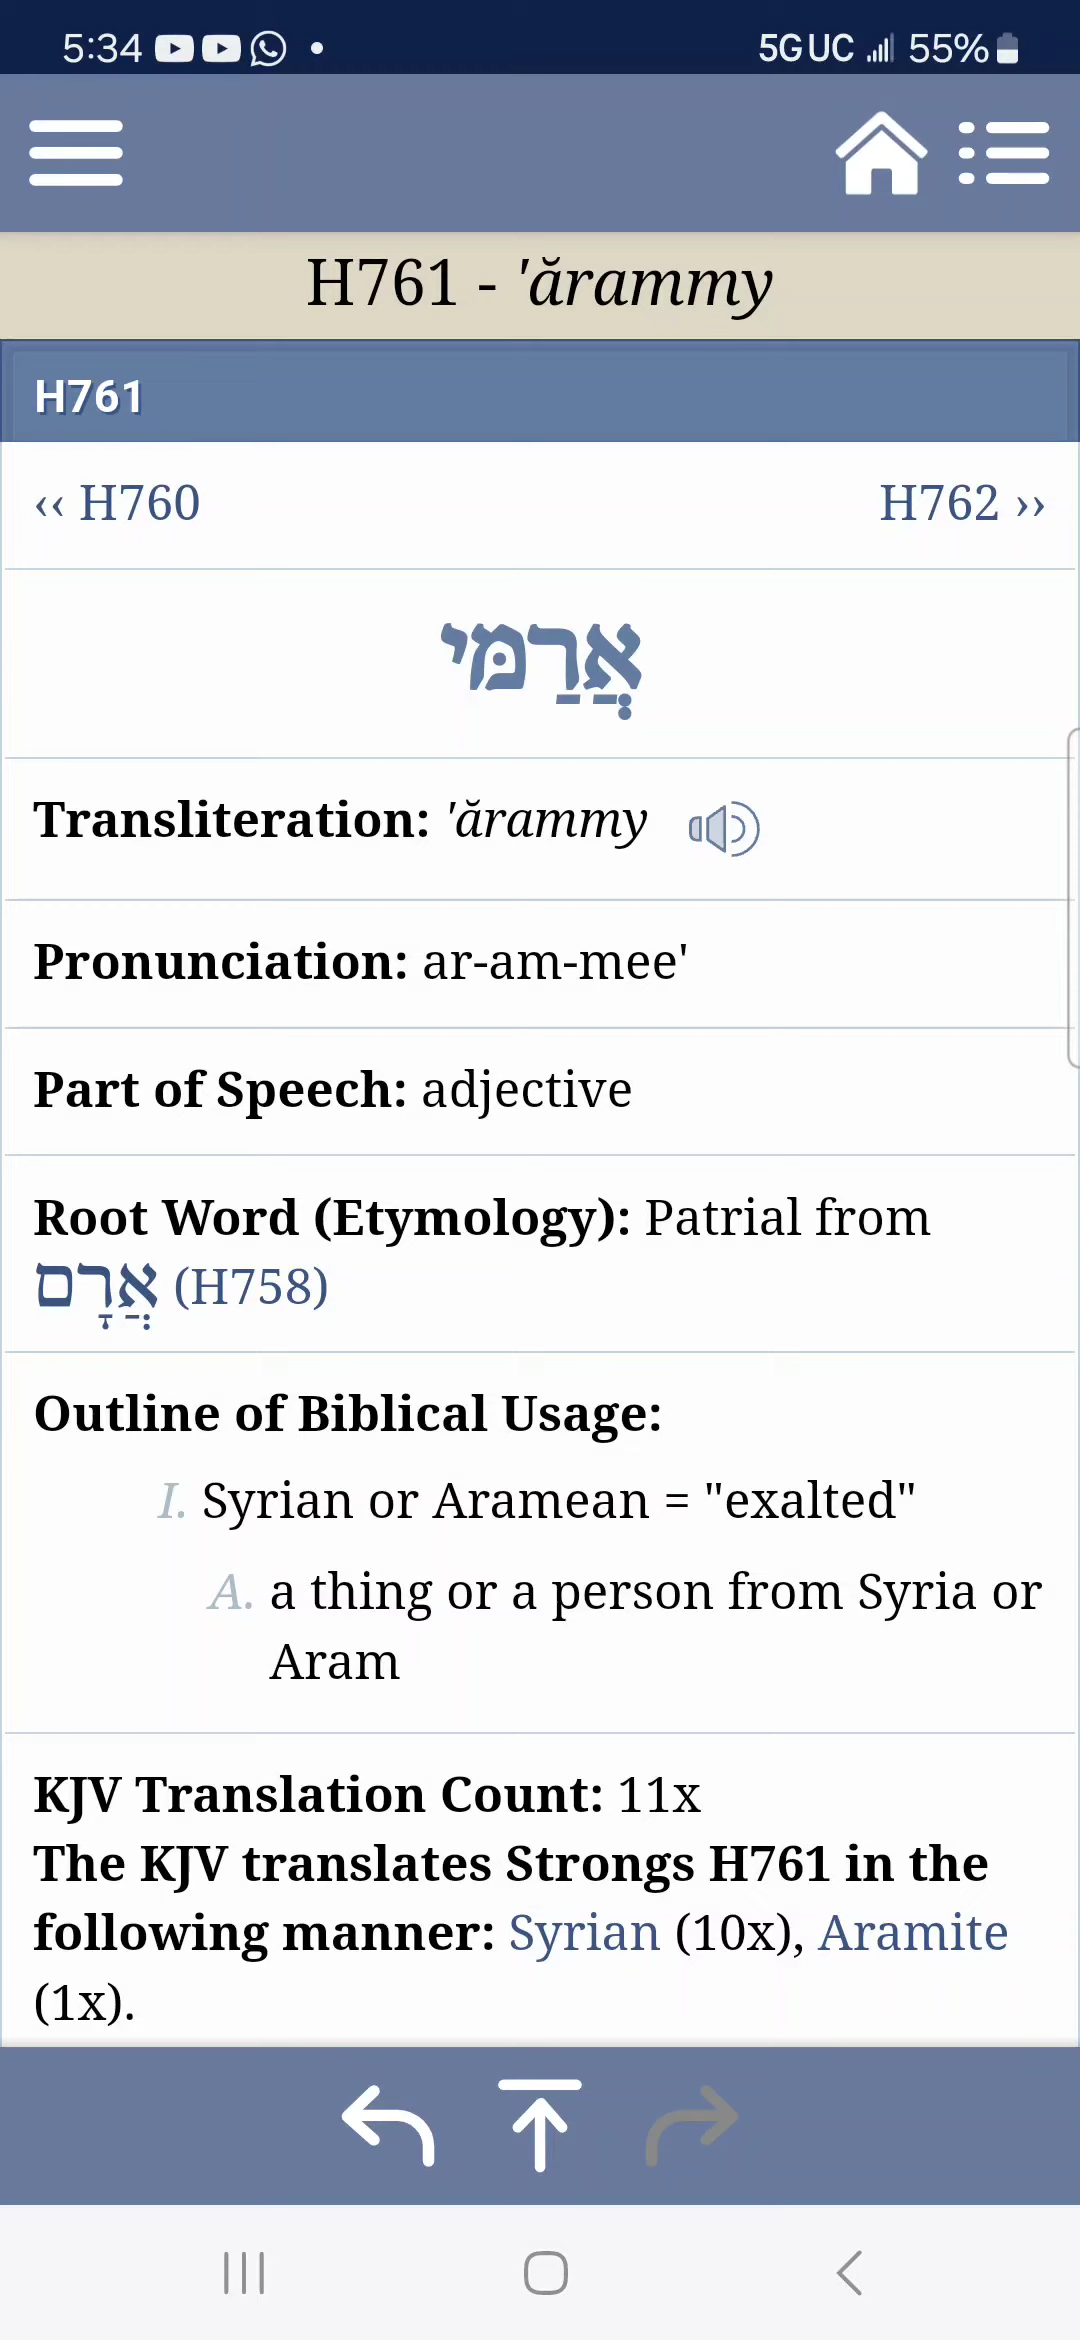 5:34 5G UC 55%
H761 - 'ărammy
H761
‹‹ H760 H762 ››
אֲרַמִּי
Transliteration: 'ărammy
Pronunciation: ar-am-mee'
Part of Speech: adjective
Root Word (Etymology): Patrial from
אֲרָם (H758)
Outline of Biblical Usage:
I. Syrian or Aramean = "exalted"
A. a thing or a person from Syria or
Aram
KJV Translation Count: 11x
The KJV translates Strongs H761 in the
following manner: Syrian (10x), Aramite
(1x).